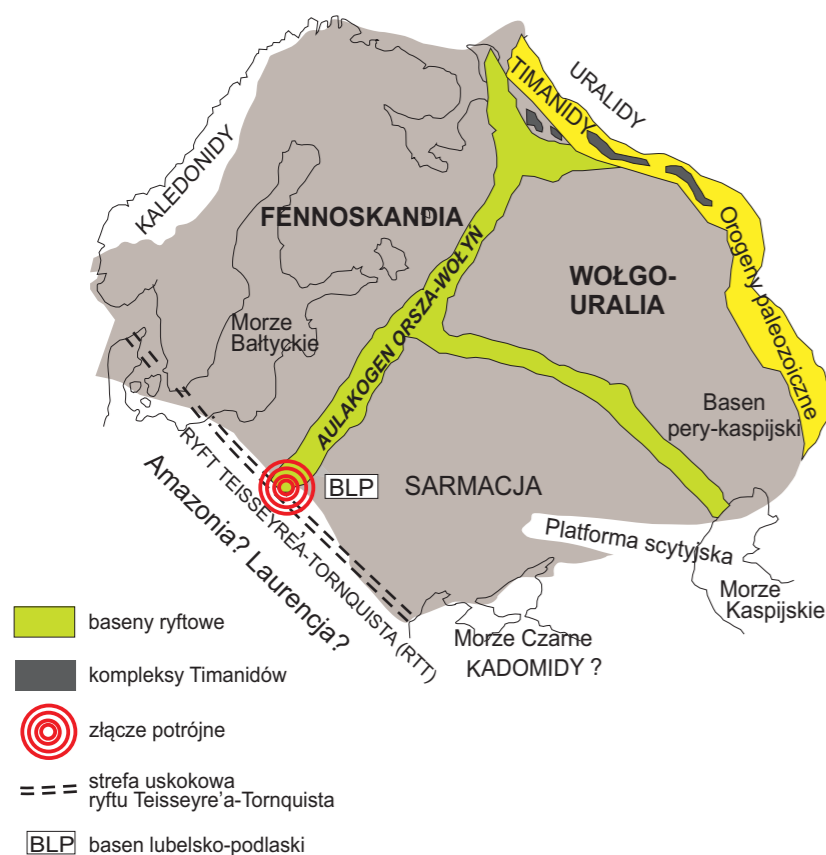 TIMANIDY
URALIDY
KALEDONIDY
FENNOSKANDIA
Orogeny paleozoiczne
AULAKOGEN ORSZA-WOŁYŃ
WOŁGO-
URALIA
Morze
Bałtyckie
Basen
pery-kaspijski
RYFT TEISSEYRE'A-TORNQUISTA (RTT)
BLP
SARMACJA
Amazonia? Laurencja?
Platforma scytyjska
Morze
Kaspijskie
Morze Czarne
KADOMIDY ?
baseny ryftowe
kompleksy Timanidów
złącze potrójne
strefa uskokowa
ryftu Teisseyre'a-Tornquista
BLP basen lubelsko-podlaski